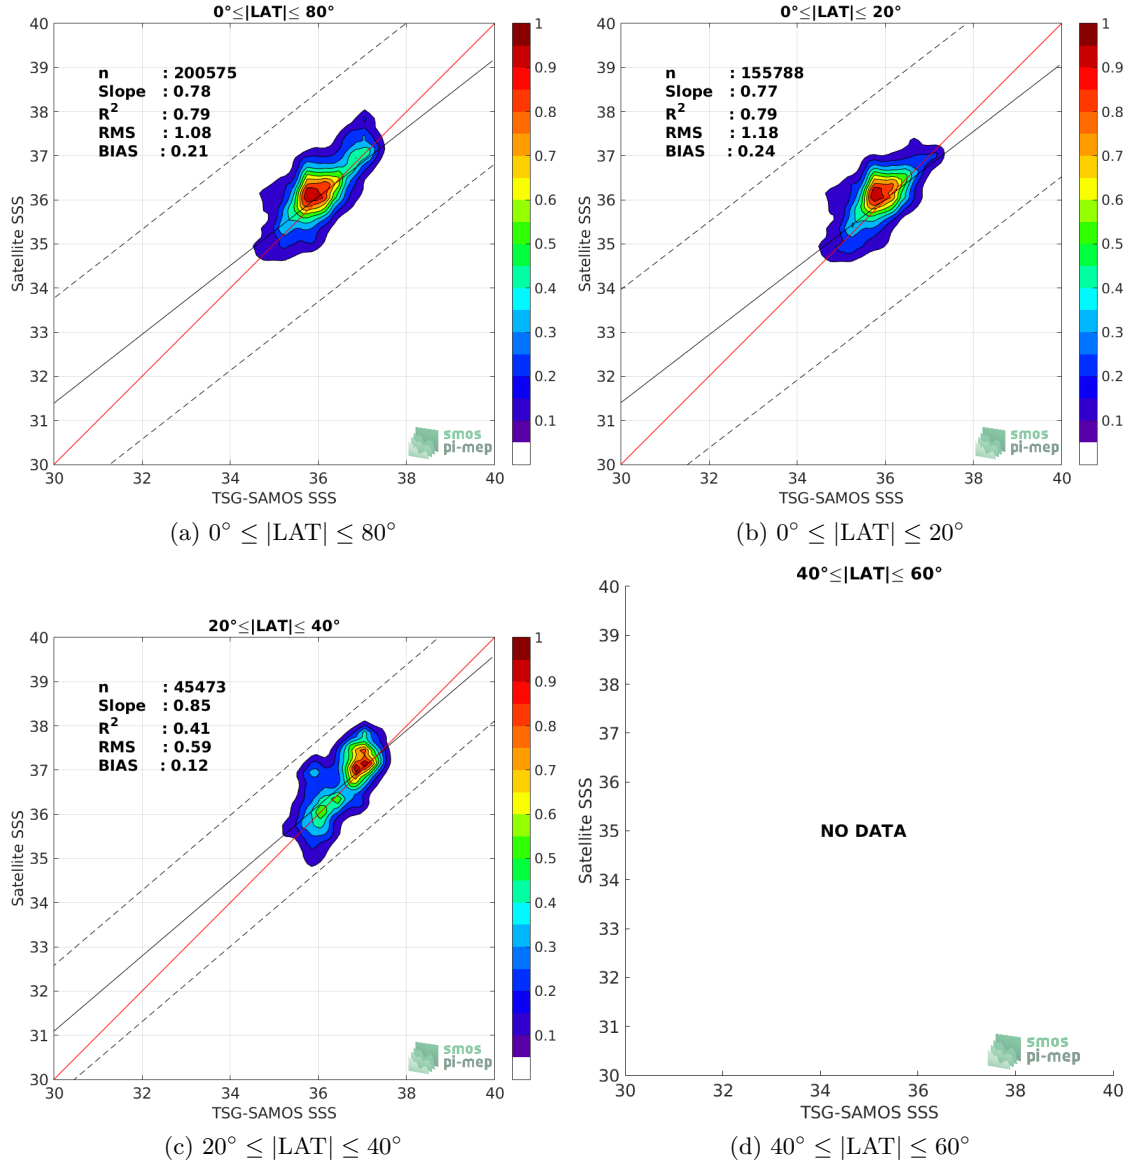 0°≤|LAT|≤ 80°
40
39
38
37
36
35
34
33
32
31
30
Satellite SSS
n : 200575
Slope : 0.78
R2 : 0.79
RMS : 1.08
BIAS : 0.21
30 32 34 36 38 40
TSG-SAMOS SSS
1
0.9
0.8
0.7
0.6
0.5
0.4
0.3
0.2
0.1
smos
pi-mep
(a) 0° ≤ |LAT| ≤ 80°
0°≤|LAT|≤ 20°
40
39
38
37
36
35
34
33
32
31
30
Satellite SSS
n : 155788
Slope : 0.77
R2 : 0.79
RMS : 1.18
BIAS : 0.24
30 32 34 36 38 40
TSG-SAMOS SSS
1
0.9
0.8
0.7
0.6
0.5
0.4
0.3
0.2
0.1
smos
pi-mep
(b) 0° ≤ |LAT| ≤ 20°
20°≤|LAT|≤ 40°
40
39
38
37
36
35
34
33
32
31
30
Satellite SSS
n : 45473
Slope : 0.85
R2 : 0.41
RMS : 0.59
BIAS : 0.12
30 32 34 36 38 40
TSG-SAMOS SSS
1
0.9
0.8
0.7
0.6
0.5
0.4
0.3
0.2
0.1
smos
pi-mep
(c) 20° ≤ |LAT| ≤ 40°
40°≤|LAT|≤ 60°
40
39
38
37
36
35
34
33
32
31
30
Satellite SSS
NO DATA
30 32 34 36 38 40
TSG-SAMOS SSS
smos
pi-mep
(d) 40° ≤ |LAT| ≤ 60°